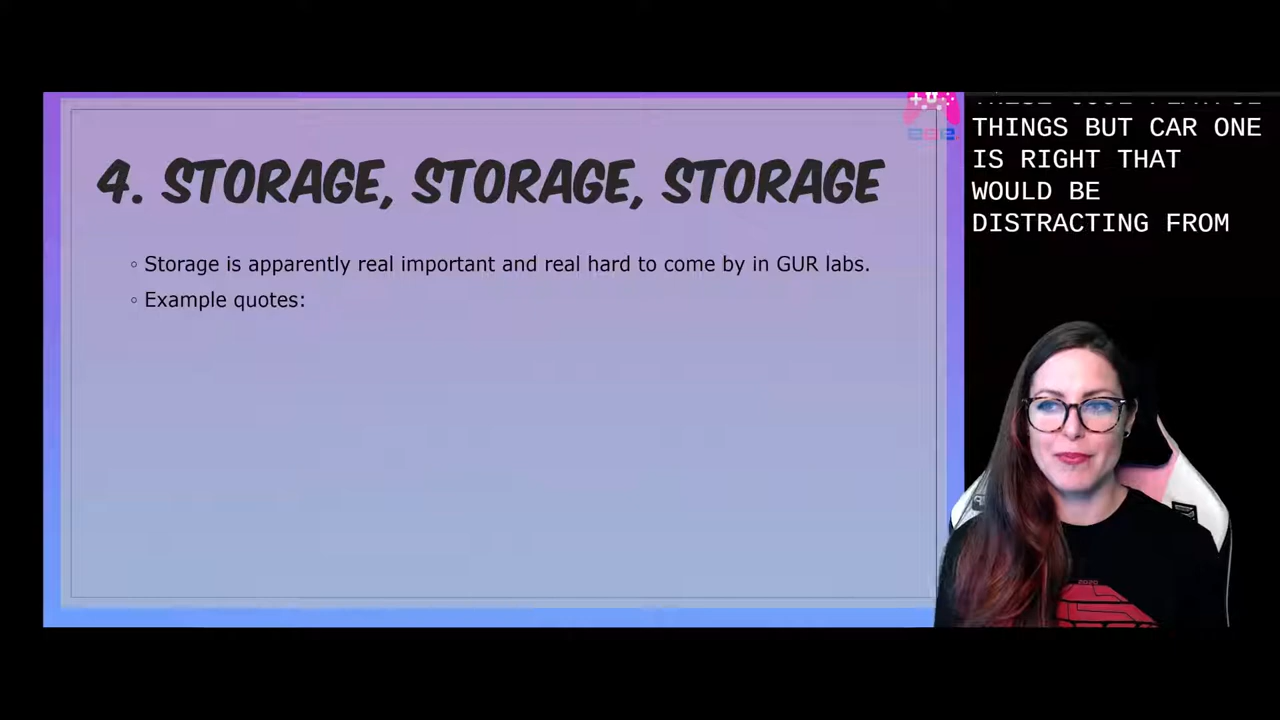 4. STORAGE, STORAGE, STORAGE
◦ Storage is apparently real important and real hard to come by in GUR labs.
◦ Example quotes:
THINGS BUT CAR ONE
IS RIGHT THAT
WOULD BE
DISTRACTING FROM
2020